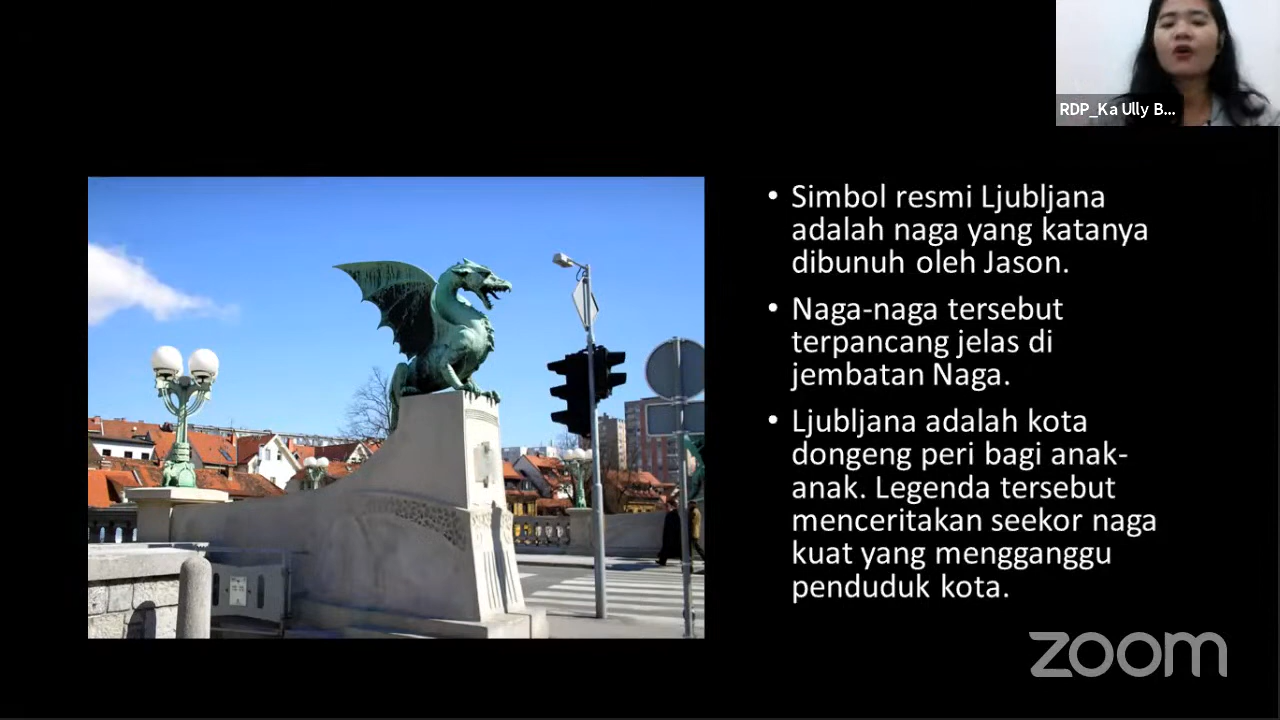 RDP_Ka Ully B...
• Simbol resmi Ljubljana
adalah naga yang katanya
dibunuh oleh Jason.
• Naga-naga tersebut
terpancang jelas di
jembatan Naga.
• Ljubljana adalah kota
dongeng peri bagi anak-
anak. Legenda tersebut
menceritakan seekor naga
kuat yang mengganggu
penduduk kota.
zoom